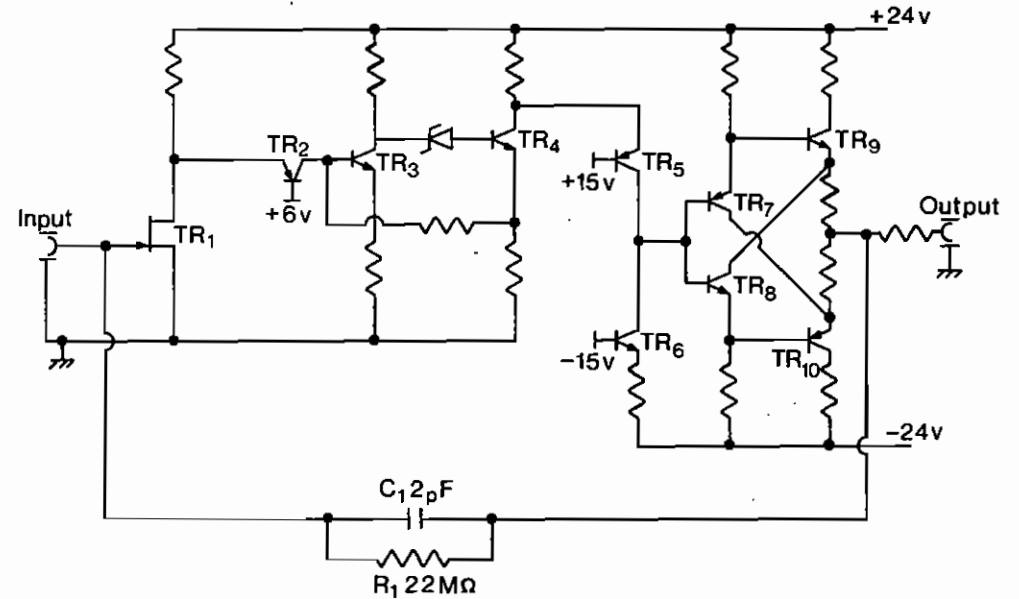 +24v
TR2
TR3
TR4
TR5
TR9
+15v
+6v
Input
TR1
TR7
Output
TR8
TR6
-15v
TR10
-24v
C1 2pF
R1 22MΩ